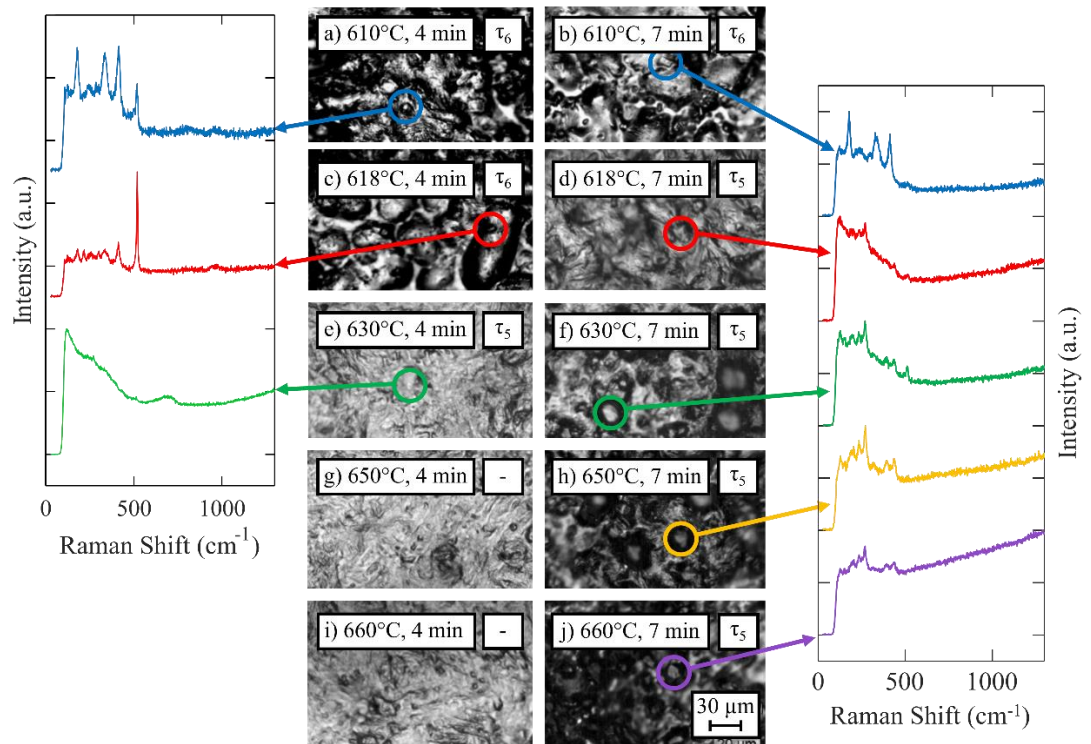 a) 610°C, 4 min
τ₆
b) 610°C, 7 min
τ₆
c) 618°C, 4 min
τ₆
d) 618°C, 7 min
τ₅
e) 630°C, 4 min
τ₅
f) 630°C, 7 min
τ₅
g) 650°C, 4 min
-
h) 650°C, 7 min
τ₅
i) 660°C, 4 min
-
j) 660°C, 7 min
τ₅
30 µm
Intensity (a.u.)
0
500
1000
Raman Shift (cm⁻¹)
Intensity (a.u.)
0
500
1000
Raman Shift (cm⁻¹)